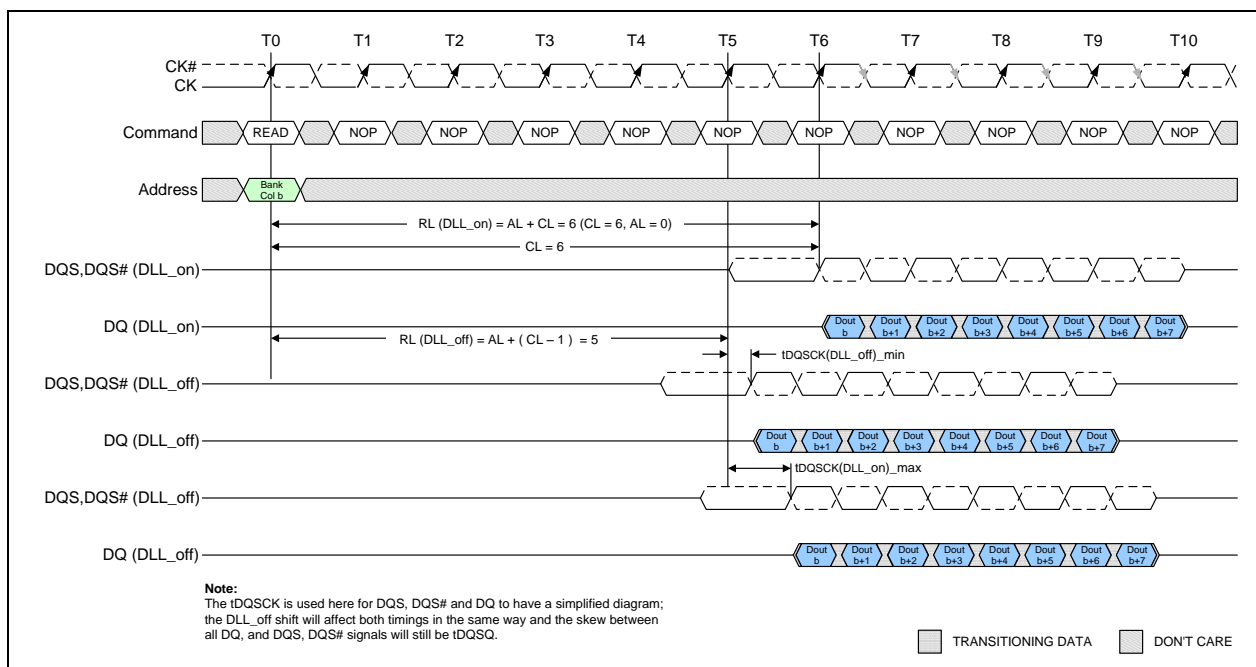 T0 T1 T2 T3 T4 T5 T6 T7 T8 T9 T10
CK#
CK
Command READ NOP NOP NOP NOP NOP NOP NOP NOP NOP NOP
Address Bank
Col b
RL (DLL_on) = AL + CL = 6 (CL = 6, AL = 0)
CL = 6
DQS,DQS# (DLL_on)
DQ (DLL_on) Dout Dout Dout Dout Dout Dout Dout Dout
b b+1 b+2 b+3 b+4 b+5 b+6 b+7
RL (DLL_off) = AL + ( CL – 1 ) = 5
tDQSCK(DLL_off)_min
DQS,DQS# (DLL_off)
DQ (DLL_off) Dout Dout Dout Dout Dout Dout Dout Dout
b b+1 b+2 b+3 b+4 b+5 b+6 b+7
tDQSCK(DLL_on)_max
DQS,DQS# (DLL_off)
DQ (DLL_off) Dout Dout Dout Dout Dout Dout Dout Dout
b b+1 b+2 b+3 b+4 b+5 b+6 b+7
Note:
The tDQSCK is used here for DQS, DQS# and DQ to have a simplified diagram;
the DLL_off shift will affect both timings in the same way and the skew between
all DQ, and DQS, DQS# signals will still be tDQSQ.
TRANSITIONING DATA DON'T CARE